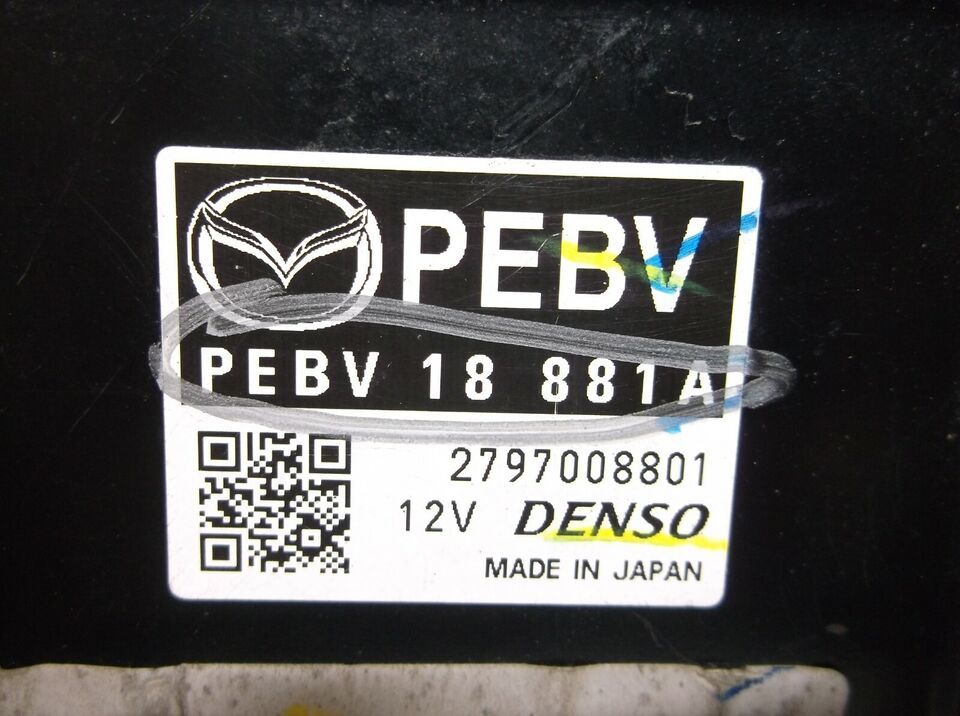 PEBV
PEBV 18 881A
2797008801
12V DENSO
MADE IN JAPAN